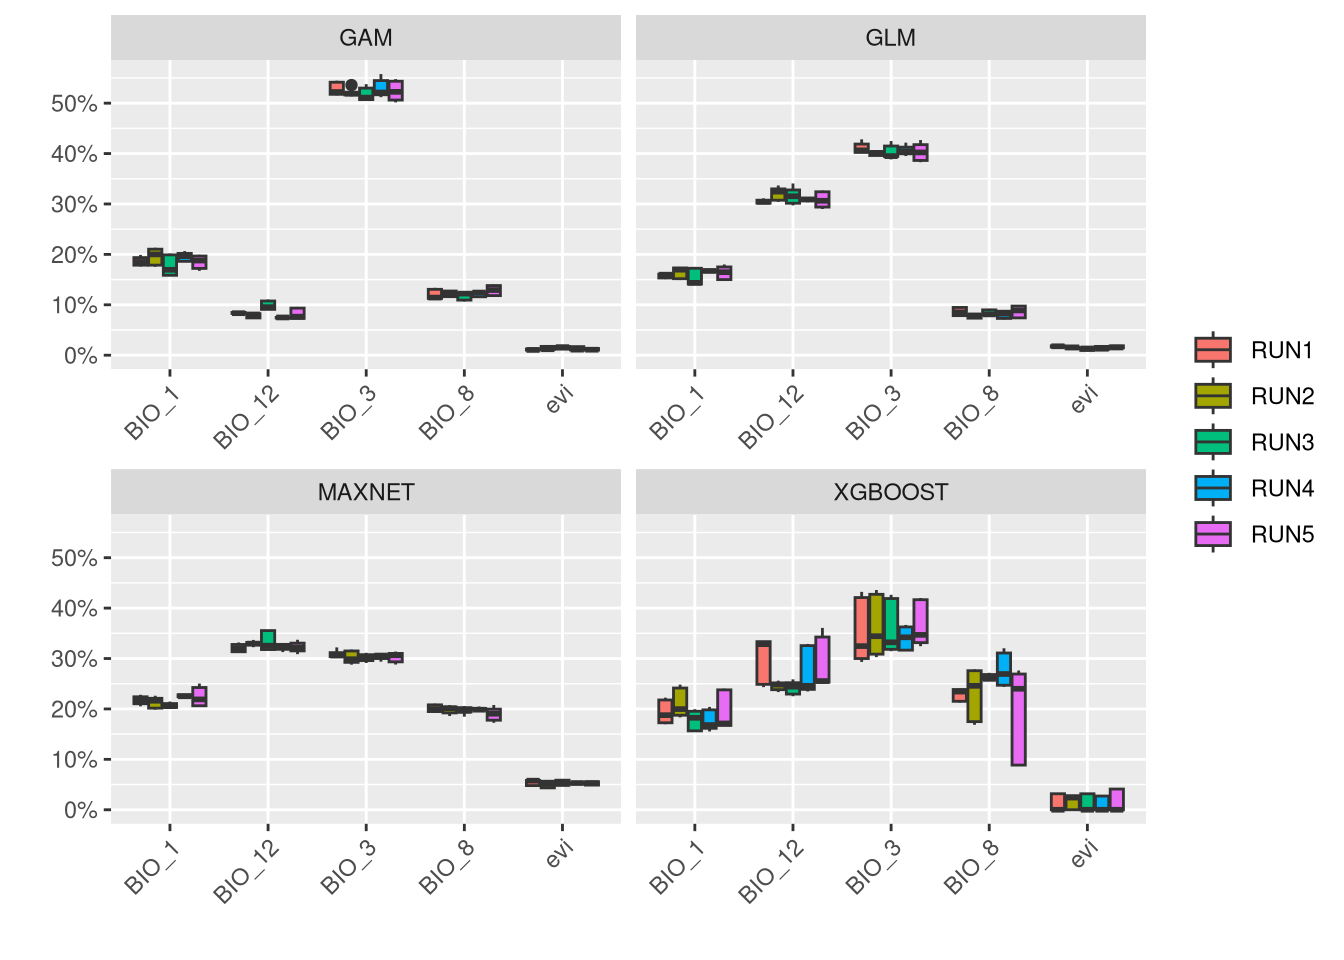 GAM
GLM
50%
40%
30%
20%
10%
0%
BIO_1
BIO_12
BIO_3
BIO_8
evi
BIO_1
BIO_12
BIO_3
BIO_8
evi
MAXNET
XGBOOST
50%
40%
30%
20%
10%
0%
BIO_1
BIO_12
BIO_3
BIO_8
evi
BIO_1
BIO_12
BIO_3
BIO_8
evi
RUN1
RUN2
RUN3
RUN4
RUN5